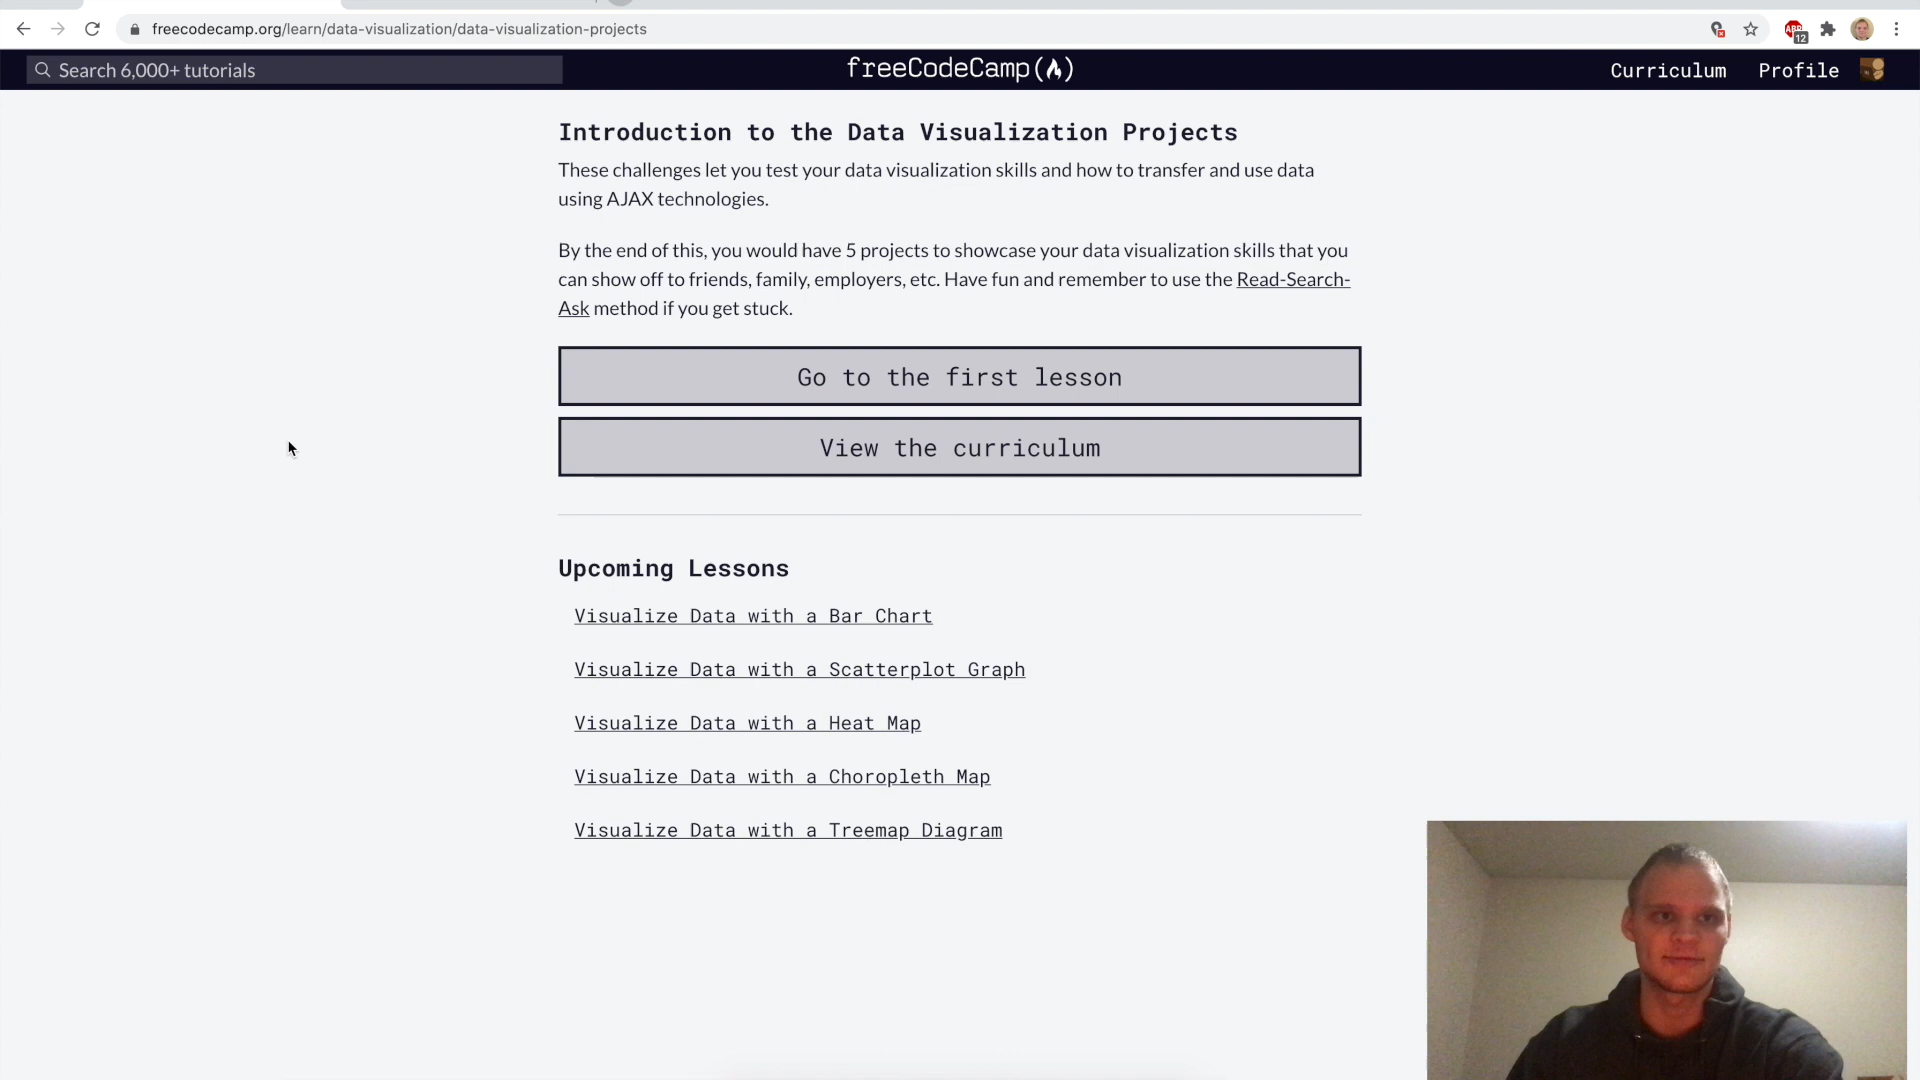 freecodecamp.org/learn/data-visualization/data-visualization-projects
12
Search 6,000+ tutorials
freeCodeCamp
Curriculum
Profile
Introduction to the Data Visualization Projects
These challenges let you test your data visualization skills and how to transfer and use data
using AJAX technologies.
By the end of this, you would have 5 projects to showcase your data visualization skills that you
can show off to friends, family, employers, etc. Have fun and remember to use the Read-Search-
Ask method if you get stuck.
Go to the first lesson
View the curriculum
Upcoming Lessons
Visualize Data with a Bar Chart
Visualize Data with a Scatterplot Graph
Visualize Data with a Heat Map
Visualize Data with a Choropleth Map
Visualize Data with a Treemap Diagram